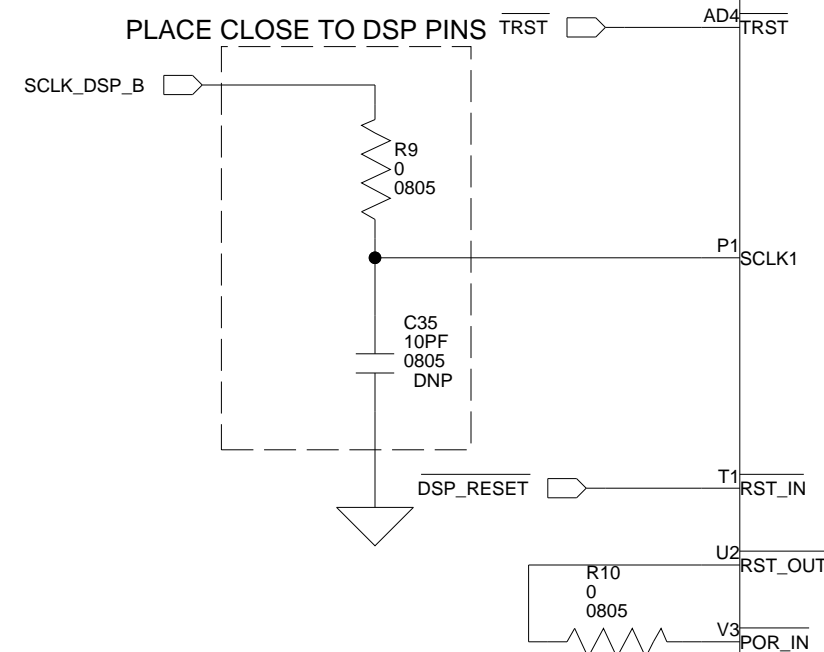 PLACE CLOSE TO DSP PINS
TRST
AD4
TRST
SCLK_DSP_B
R9
0
0805
P1
SCLK1
C35
10PF
0805
DNP
DSP_RESET
T1
RST_IN
U2
RST_OUT
R10
0
0805
V3
POR_IN